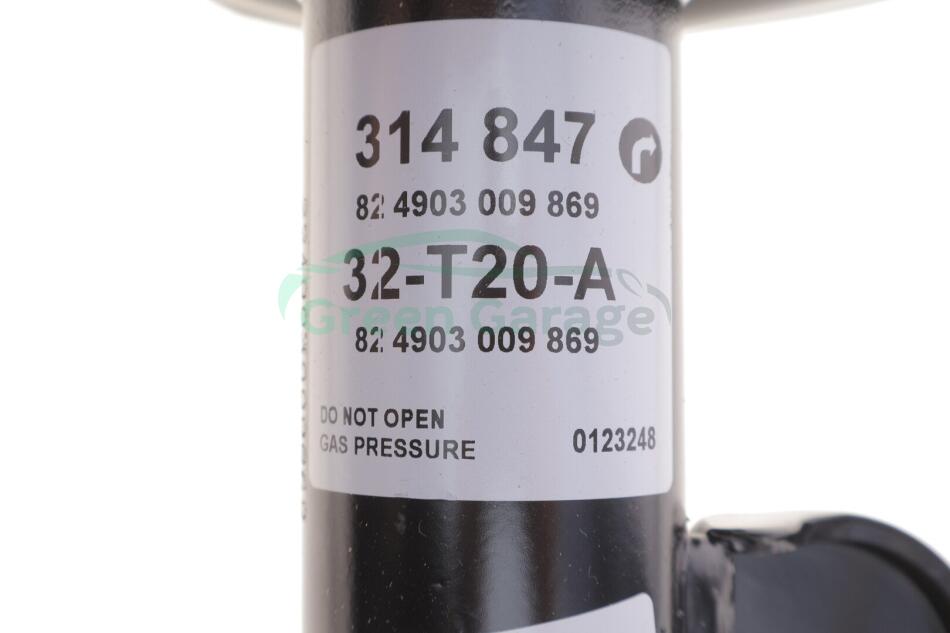 314 847
82 4903 009 869
32-T20-A
Green Garage
82 4903 009 869
DO NOT OPEN
GAS PRESSURE
0123248